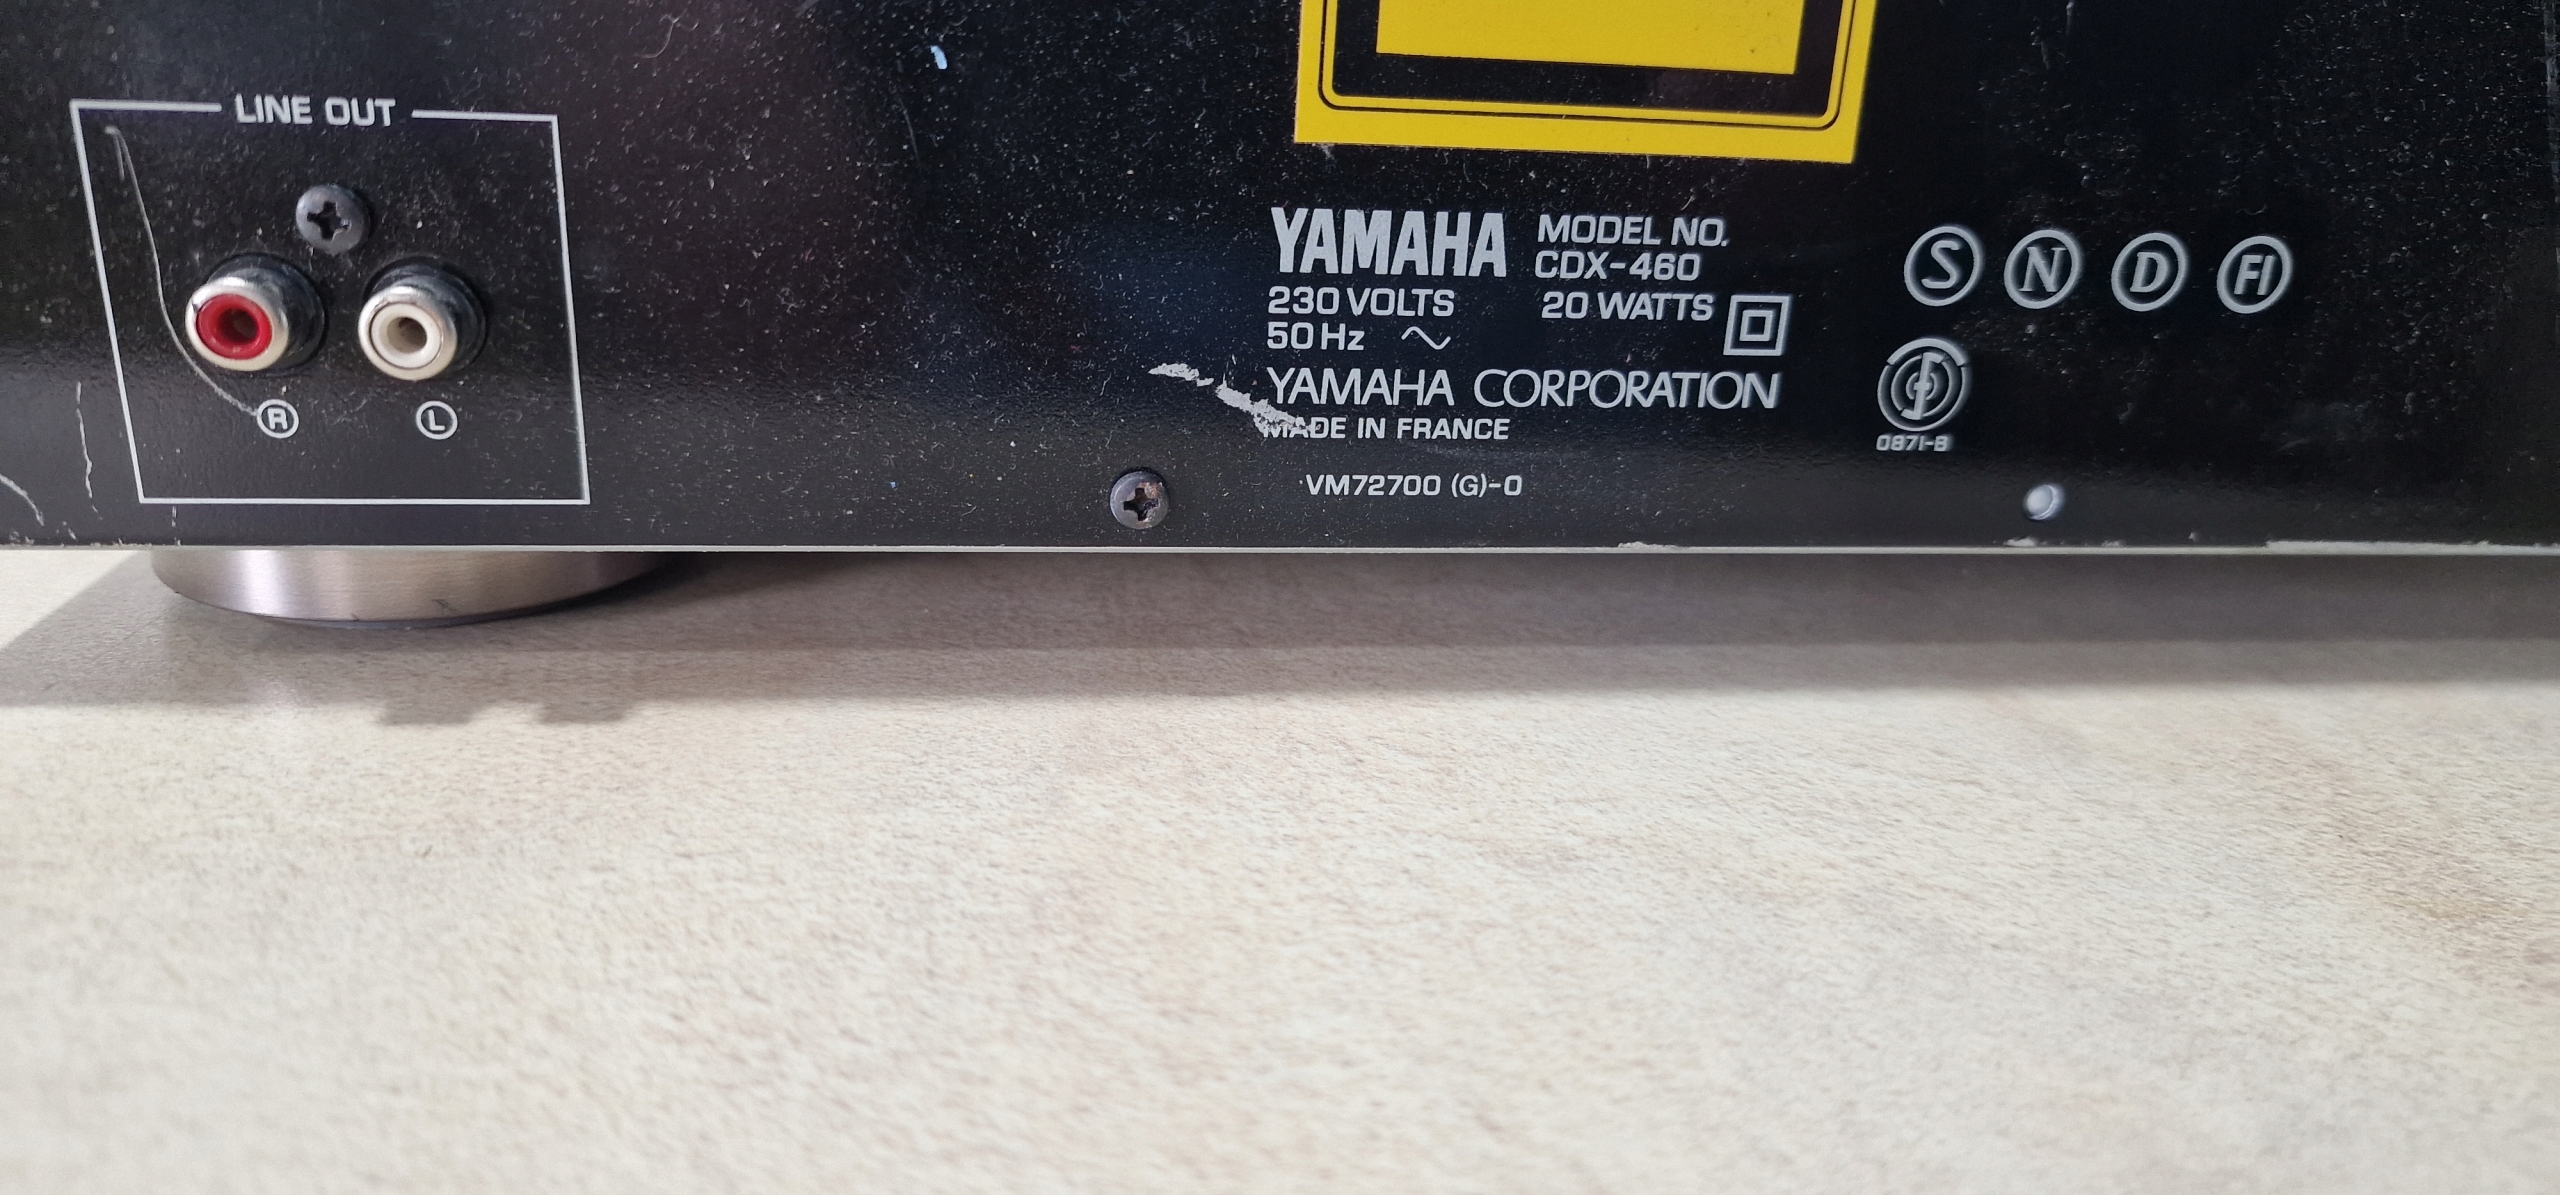 LINE OUT
R L
YAMAHA MODEL NO.
CDX-460
230 VOLTS 20 WATTS
50 Hz
YAMAHA CORPORATION
MADE IN FRANCE
VM72700 (G)-0
S N D FI
0871-B